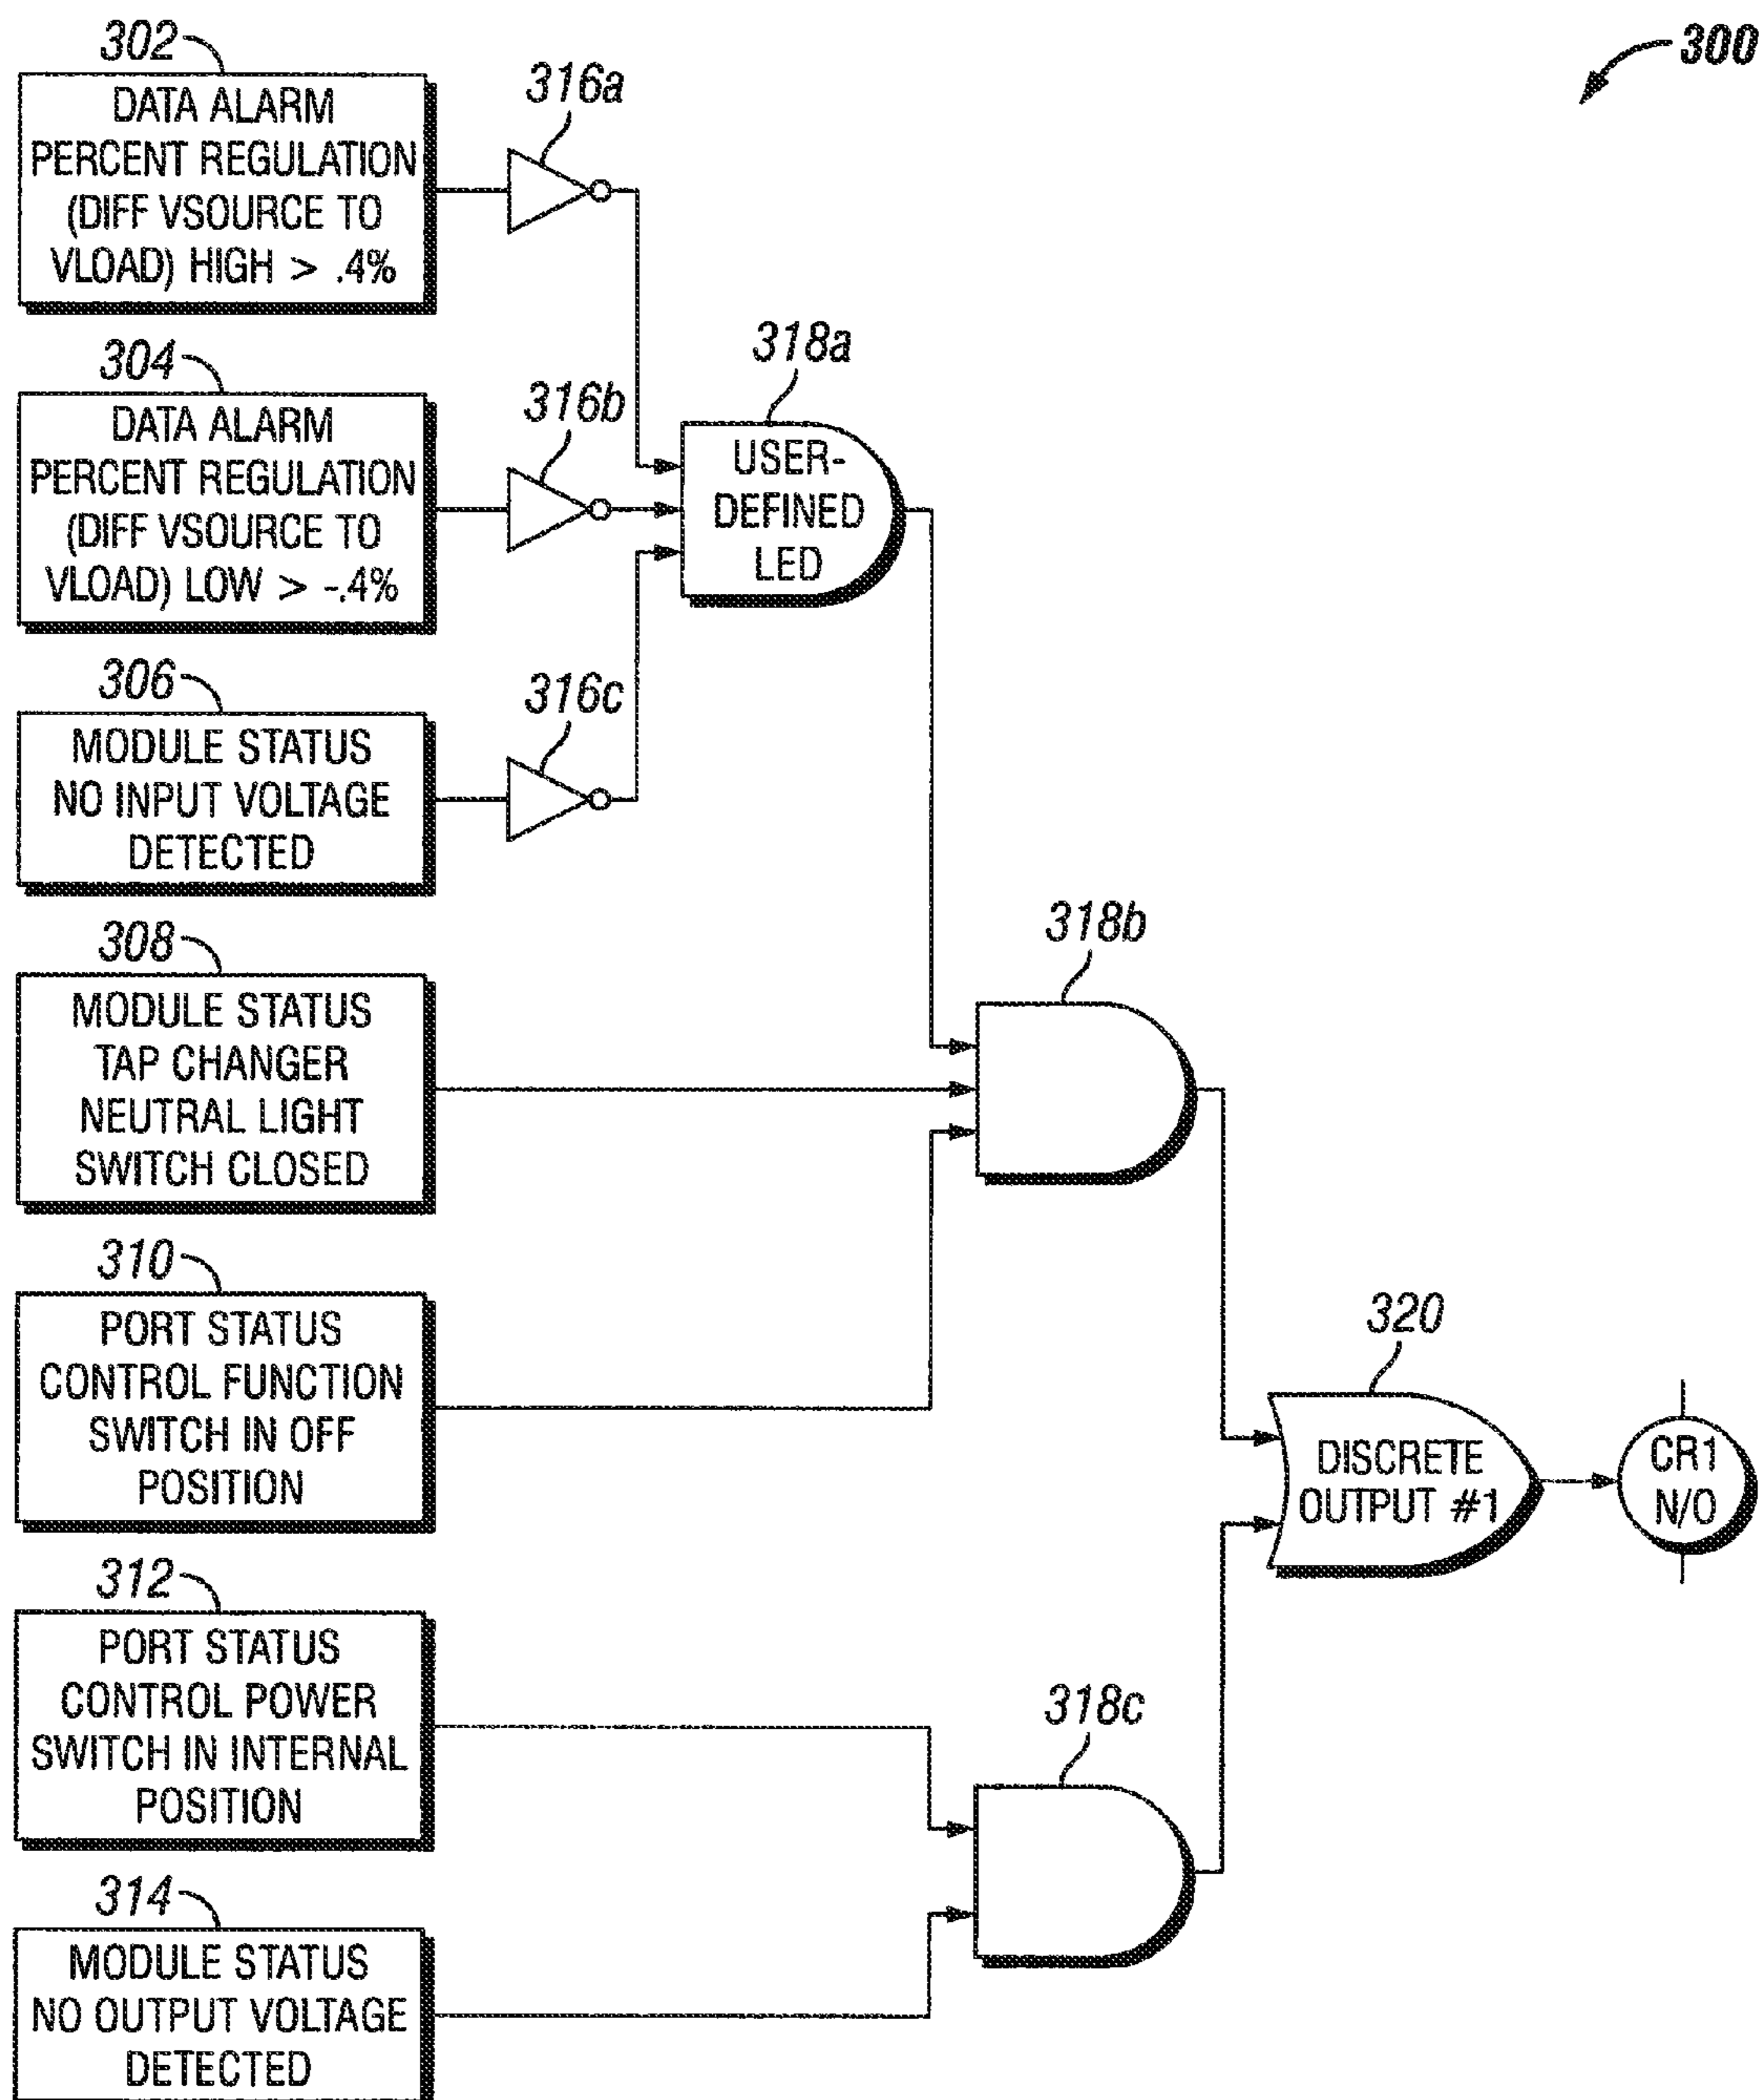 300
302
DATA ALARM
PERCENT REGULATION
(DIFF VSOURCE TO
VLOAD) HIGH > .4%
316a
304
DATA ALARM
PERCENT REGULATION
(DIFF VSOURCE TO
VLOAD) LOW > -.4%
316b
318a
USER-
DEFINED
LED
306
MODULE STATUS
NO INPUT VOLTAGE
DETECTED
316c
308
MODULE STATUS
TAP CHANGER
NEUTRAL LIGHT
SWITCH CLOSED
318b
310
PORT STATUS
CONTROL FUNCTION
SWITCH IN OFF
POSITION
320
DISCRETE
OUTPUT #1
CR1
N/O
312
PORT STATUS
CONTROL POWER
SWITCH IN INTERNAL
POSITION
318c
314
MODULE STATUS
NO OUTPUT VOLTAGE
DETECTED